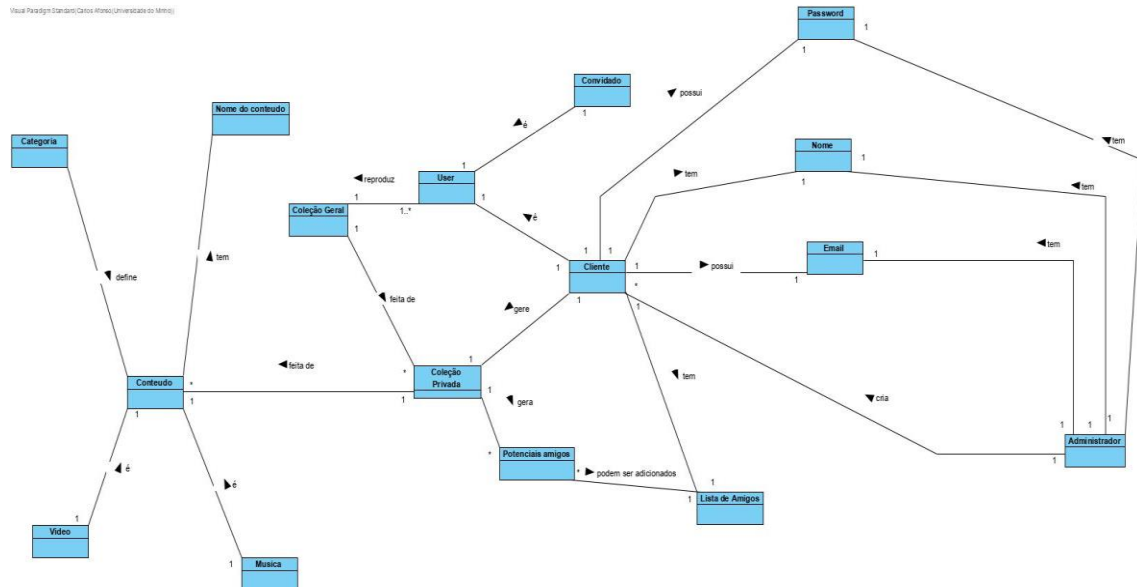 Visual Paradigm Standard(Carlos Afonso(Universidade do Minho))
Password
1
1
1
possui
Convidado
1
é
Nome do conteudo
tem
Categoria
Nome
1
1
tem
tem
reproduz
User
1
1
1
1..*
Coleção Geral
1
é
tem
1
1
Email
1
1
tem
define
tem
1
Cliente
1
possui
*
1
1
feita de
gere
feita de
1
Coleção
Privada
*
1
1
tem
Conteudo
*
1
1
gera
cria
1
1
1
Administrador
1
Potenciais amigos
*
*
podem ser adicionados
é
é
1
1
Lista de Amigos
1
Video
1
Musica